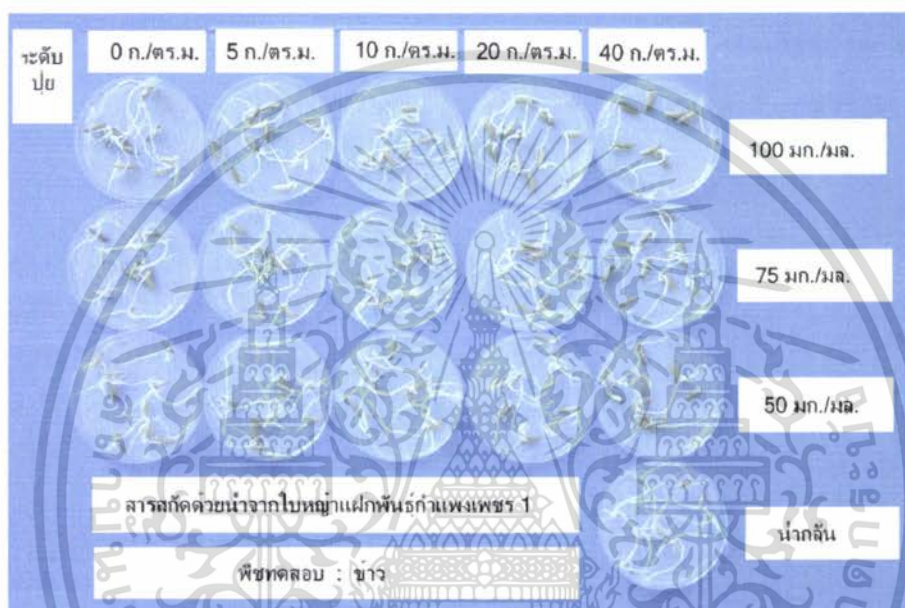 ระดับ
ปุ๋ย
0 ก./ตร.ม.
5 ก./ตร.ม.
10 ก./ตร.ม.
20 ก./ตร.ม.
40 ก./ตร.ม.
100 มก./มล.
75 มก./มล.
50 มก./มล.
สารสกัดด้วยน้ำจากใบหญ้าแฝกพันธุ์กำแพงเพชร 1
น้ำกลั่น
พืชทดสอบ : ข้าว